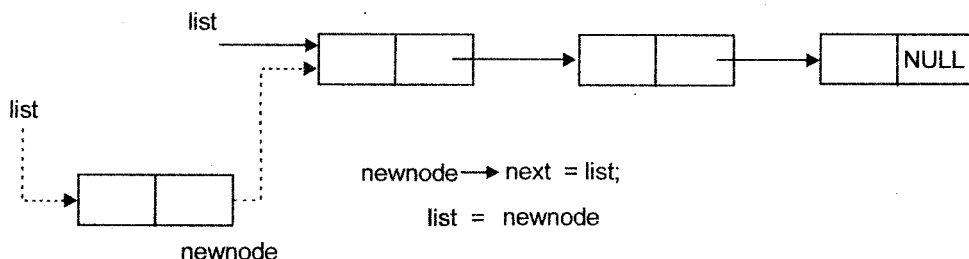 list
NULL
list
newnode → next = list;
list = newnode
newnode